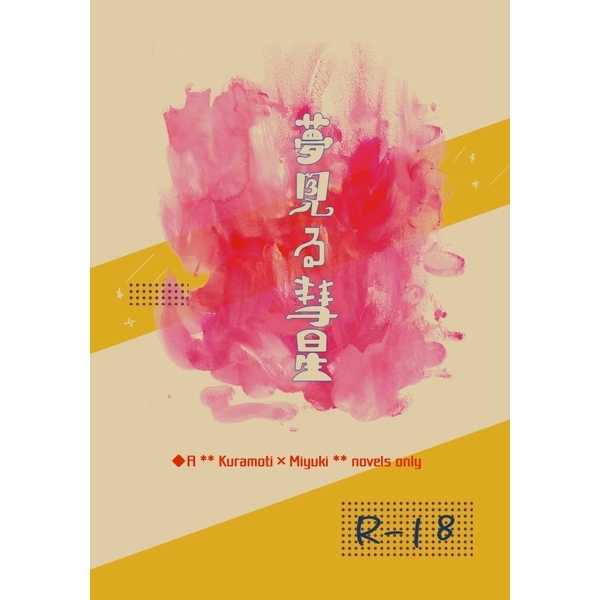 夢見る彗星
◆A ** Kuramoti × Miyuki ** novels only
R-18